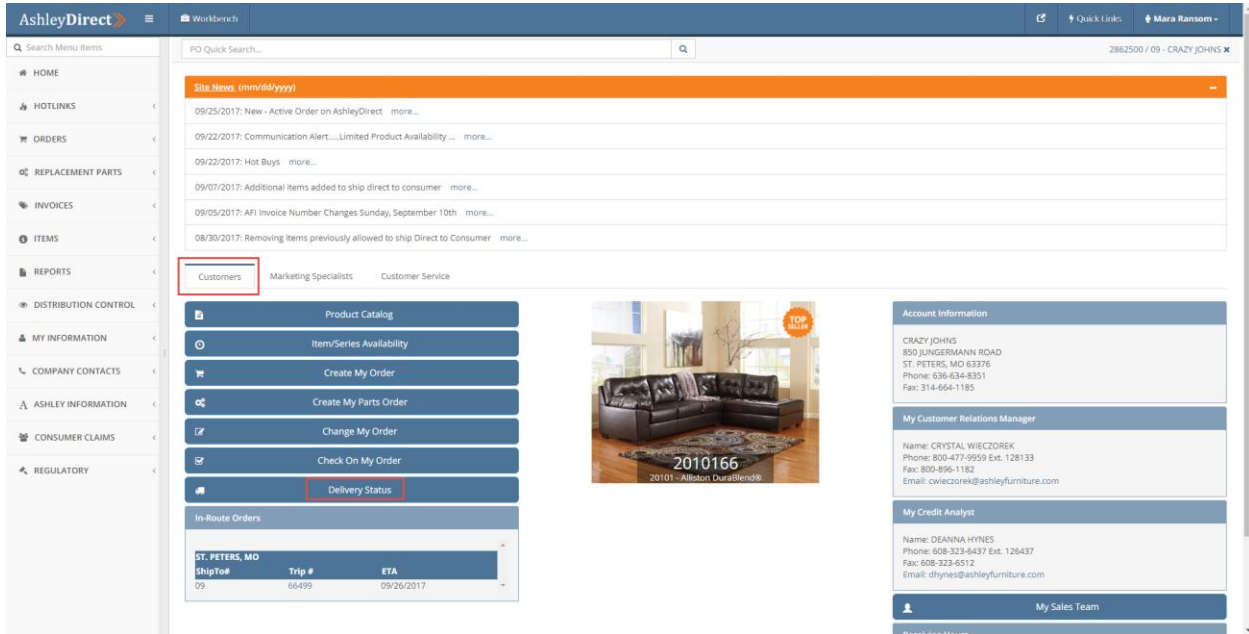 AshleyDirect
Workbench
Quick Links
Mara Ransom
Search Menu Items
PO Quick Search...
2862500 / 09 - CRAZY JOHNS
HOME
HOTLINKS
ORDERS
REPLACEMENT PARTS
INVOICES
ITEMS
REPORTS
DISTRIBUTION CONTROL
MY INFORMATION
COMPANY CONTACTS
ASHLEY INFORMATION
CONSUMER CLAIMS
REGULATORY
Site News (mm/dd/yyyy)
09/25/2017: New - Active Order on AshleyDirect more...
09/22/2017: Communication Alert.....Limited Product Availability ... more...
09/22/2017: Hot Buys more...
09/07/2017: Additional items added to ship direct to consumer more...
09/05/2017: AFI Invoice Number Changes Sunday, September 10th more...
08/30/2017: Removing items previously allowed to ship Direct to Consumer more...
Customers
Marketing Specialists
Customer Service
Product Catalog
Item/Series Availability
Create My Order
Create My Parts Order
Change My Order
Check On My Order
Delivery Status
In-Route Orders
ST. PETERS, MO
ShipTo# Trip # ETA
09 66499 09/26/2017
TOP
SELLER
2010166
20101 - Alliston DuraBlend®
Account Information
CRAZY JOHNS
850 JUNGERMANN ROAD
ST. PETERS, MO 63376
Phone: 636-634-8351
Fax: 314-664-1185
My Customer Relations Manager
Name: CRYSTAL WIECZOREK
Phone: 800-477-9959 Ext. 128133
Fax: 800-896-1182
Email: cwieczorek@ashleyfurniture.com
My Credit Analyst
Name: DEANNA HYNES
Phone: 608-323-6437 Ext. 126437
Fax: 608-323-6512
Email: dhynes@ashleyfurniture.com
My Sales Team